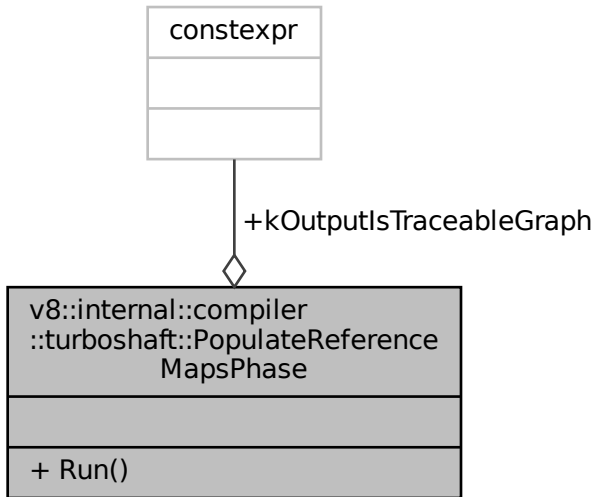 constexpr
+kOutputIsTraceableGraph
v8::internal::compiler
::turboshaft::PopulateReference
MapsPhase
+ Run()